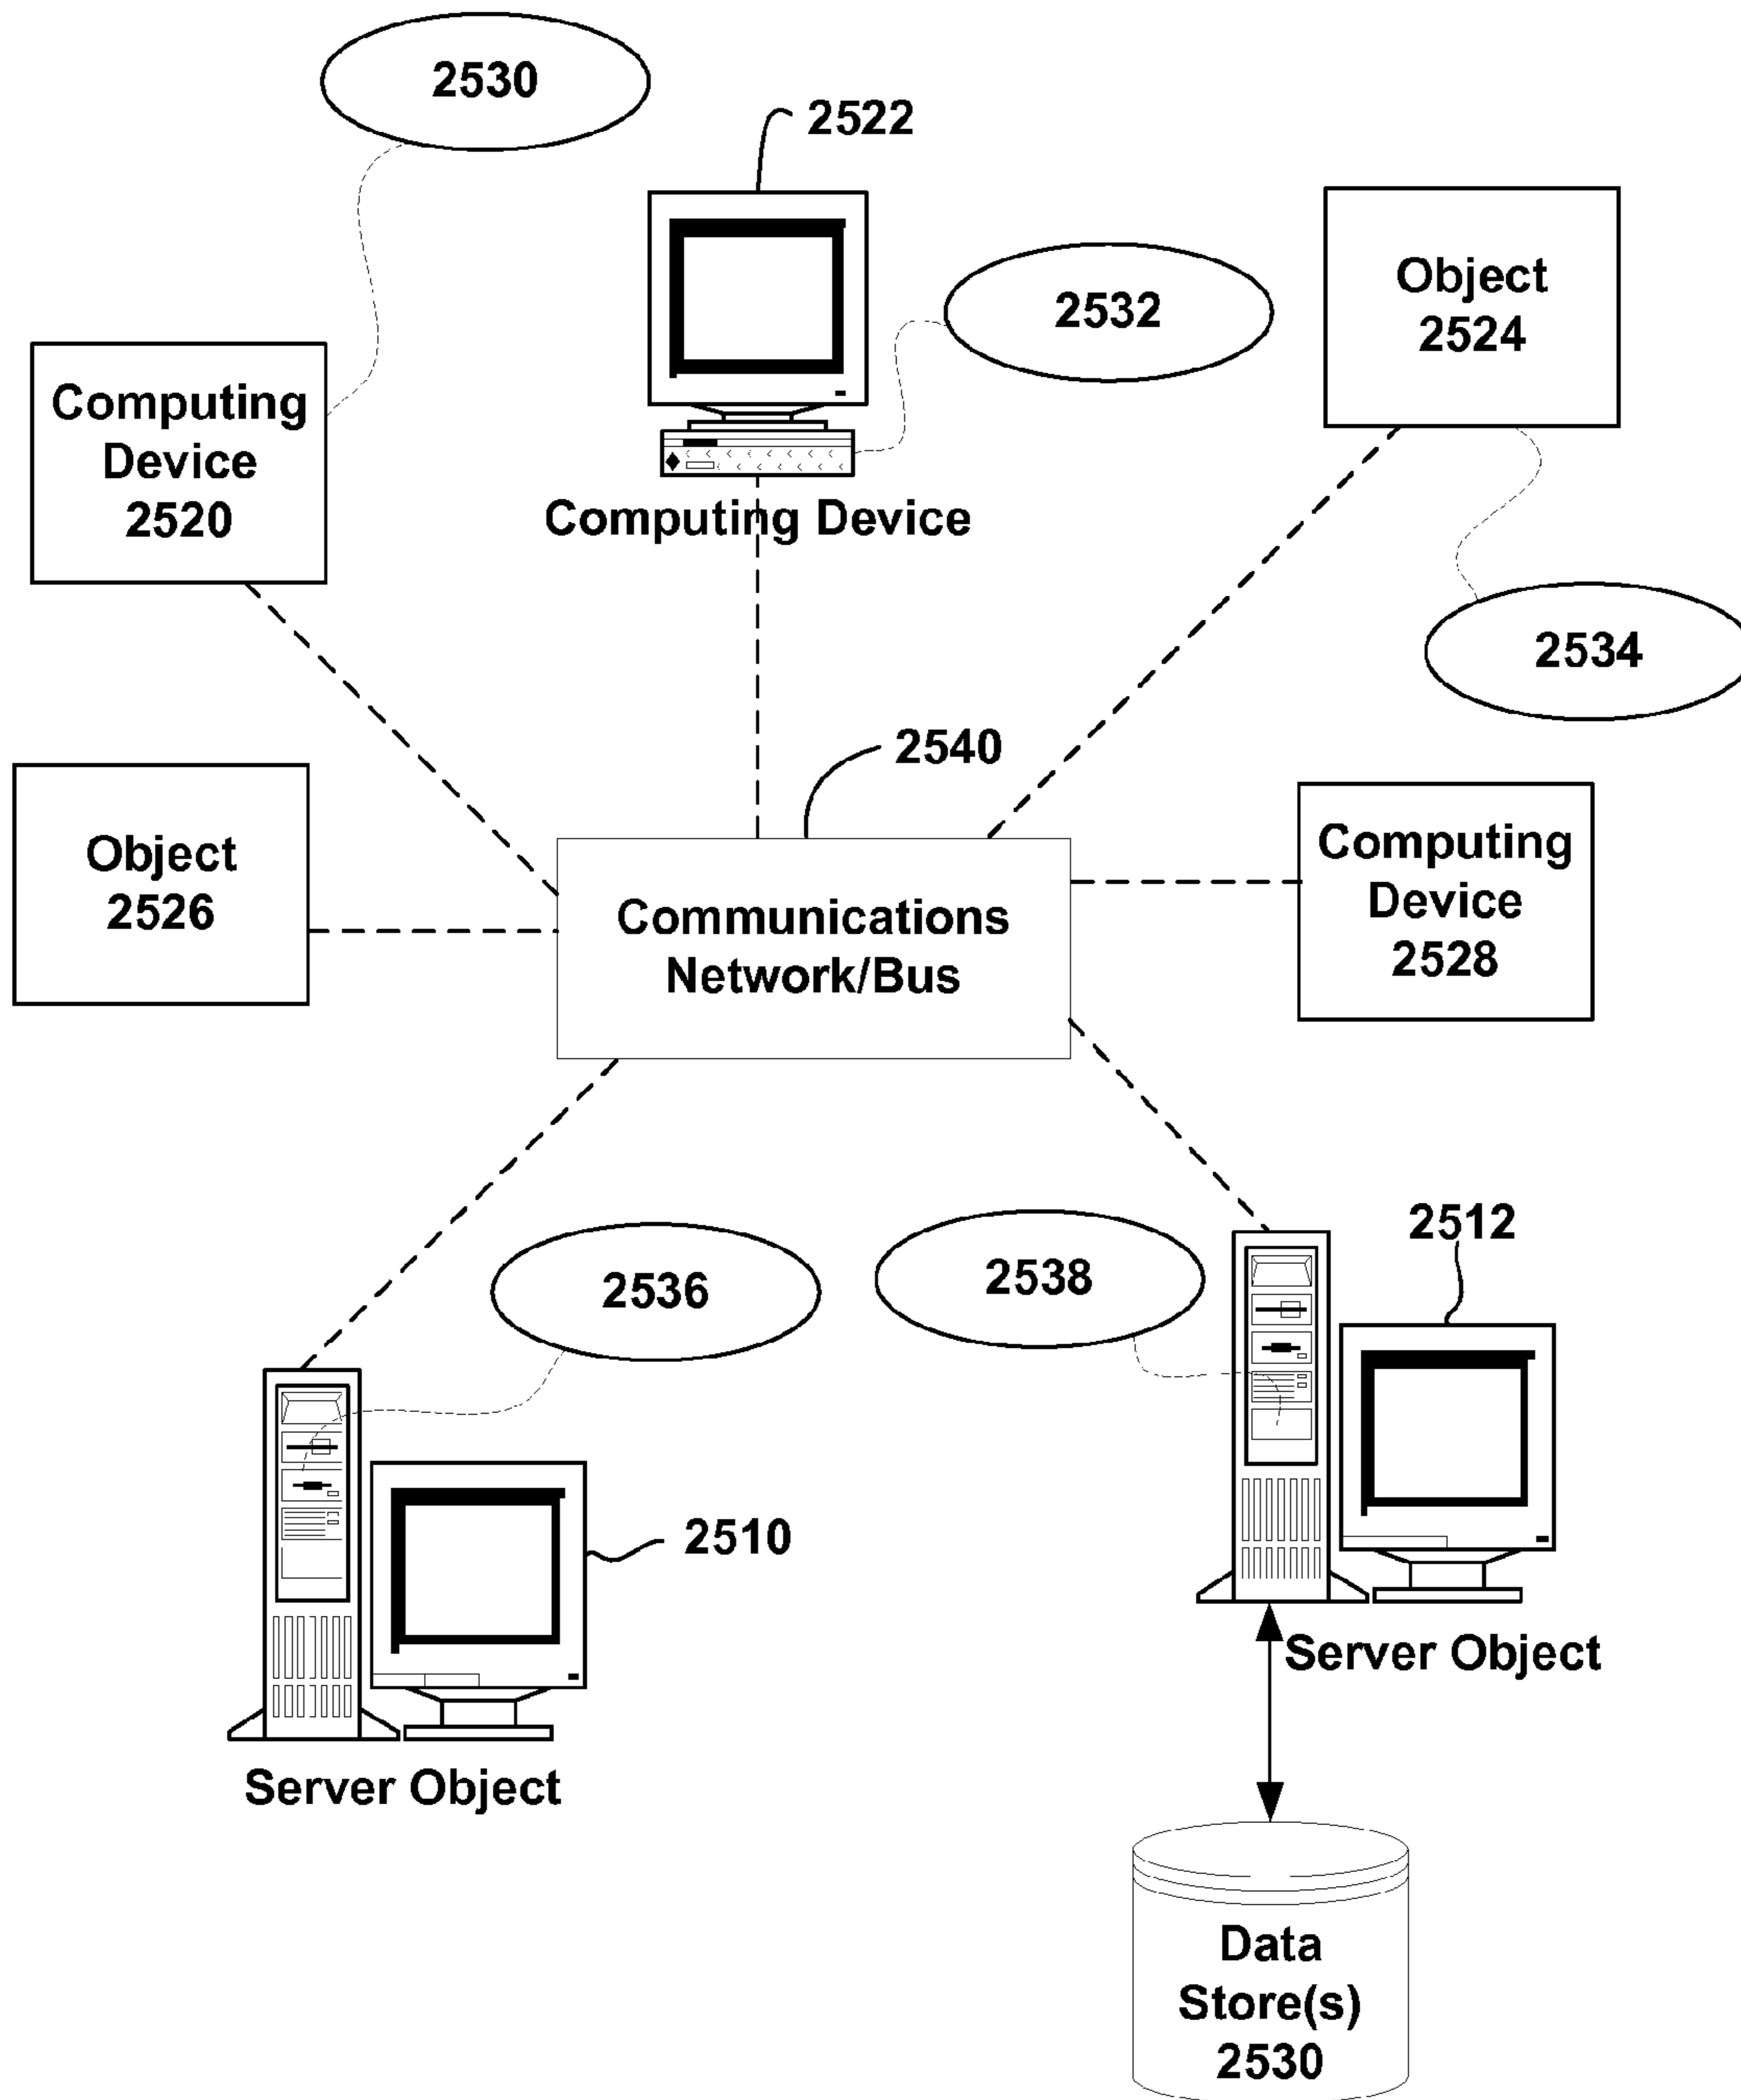 2530
2522
Object
2524
2532
Computing
Device
2520
Computing Device
2534
2540
Object
2526
Computing
Device
2528
Communications
Network/Bus
2512
2536
2538
2510
Server Object
Server Object
Data
Store(s)
2530